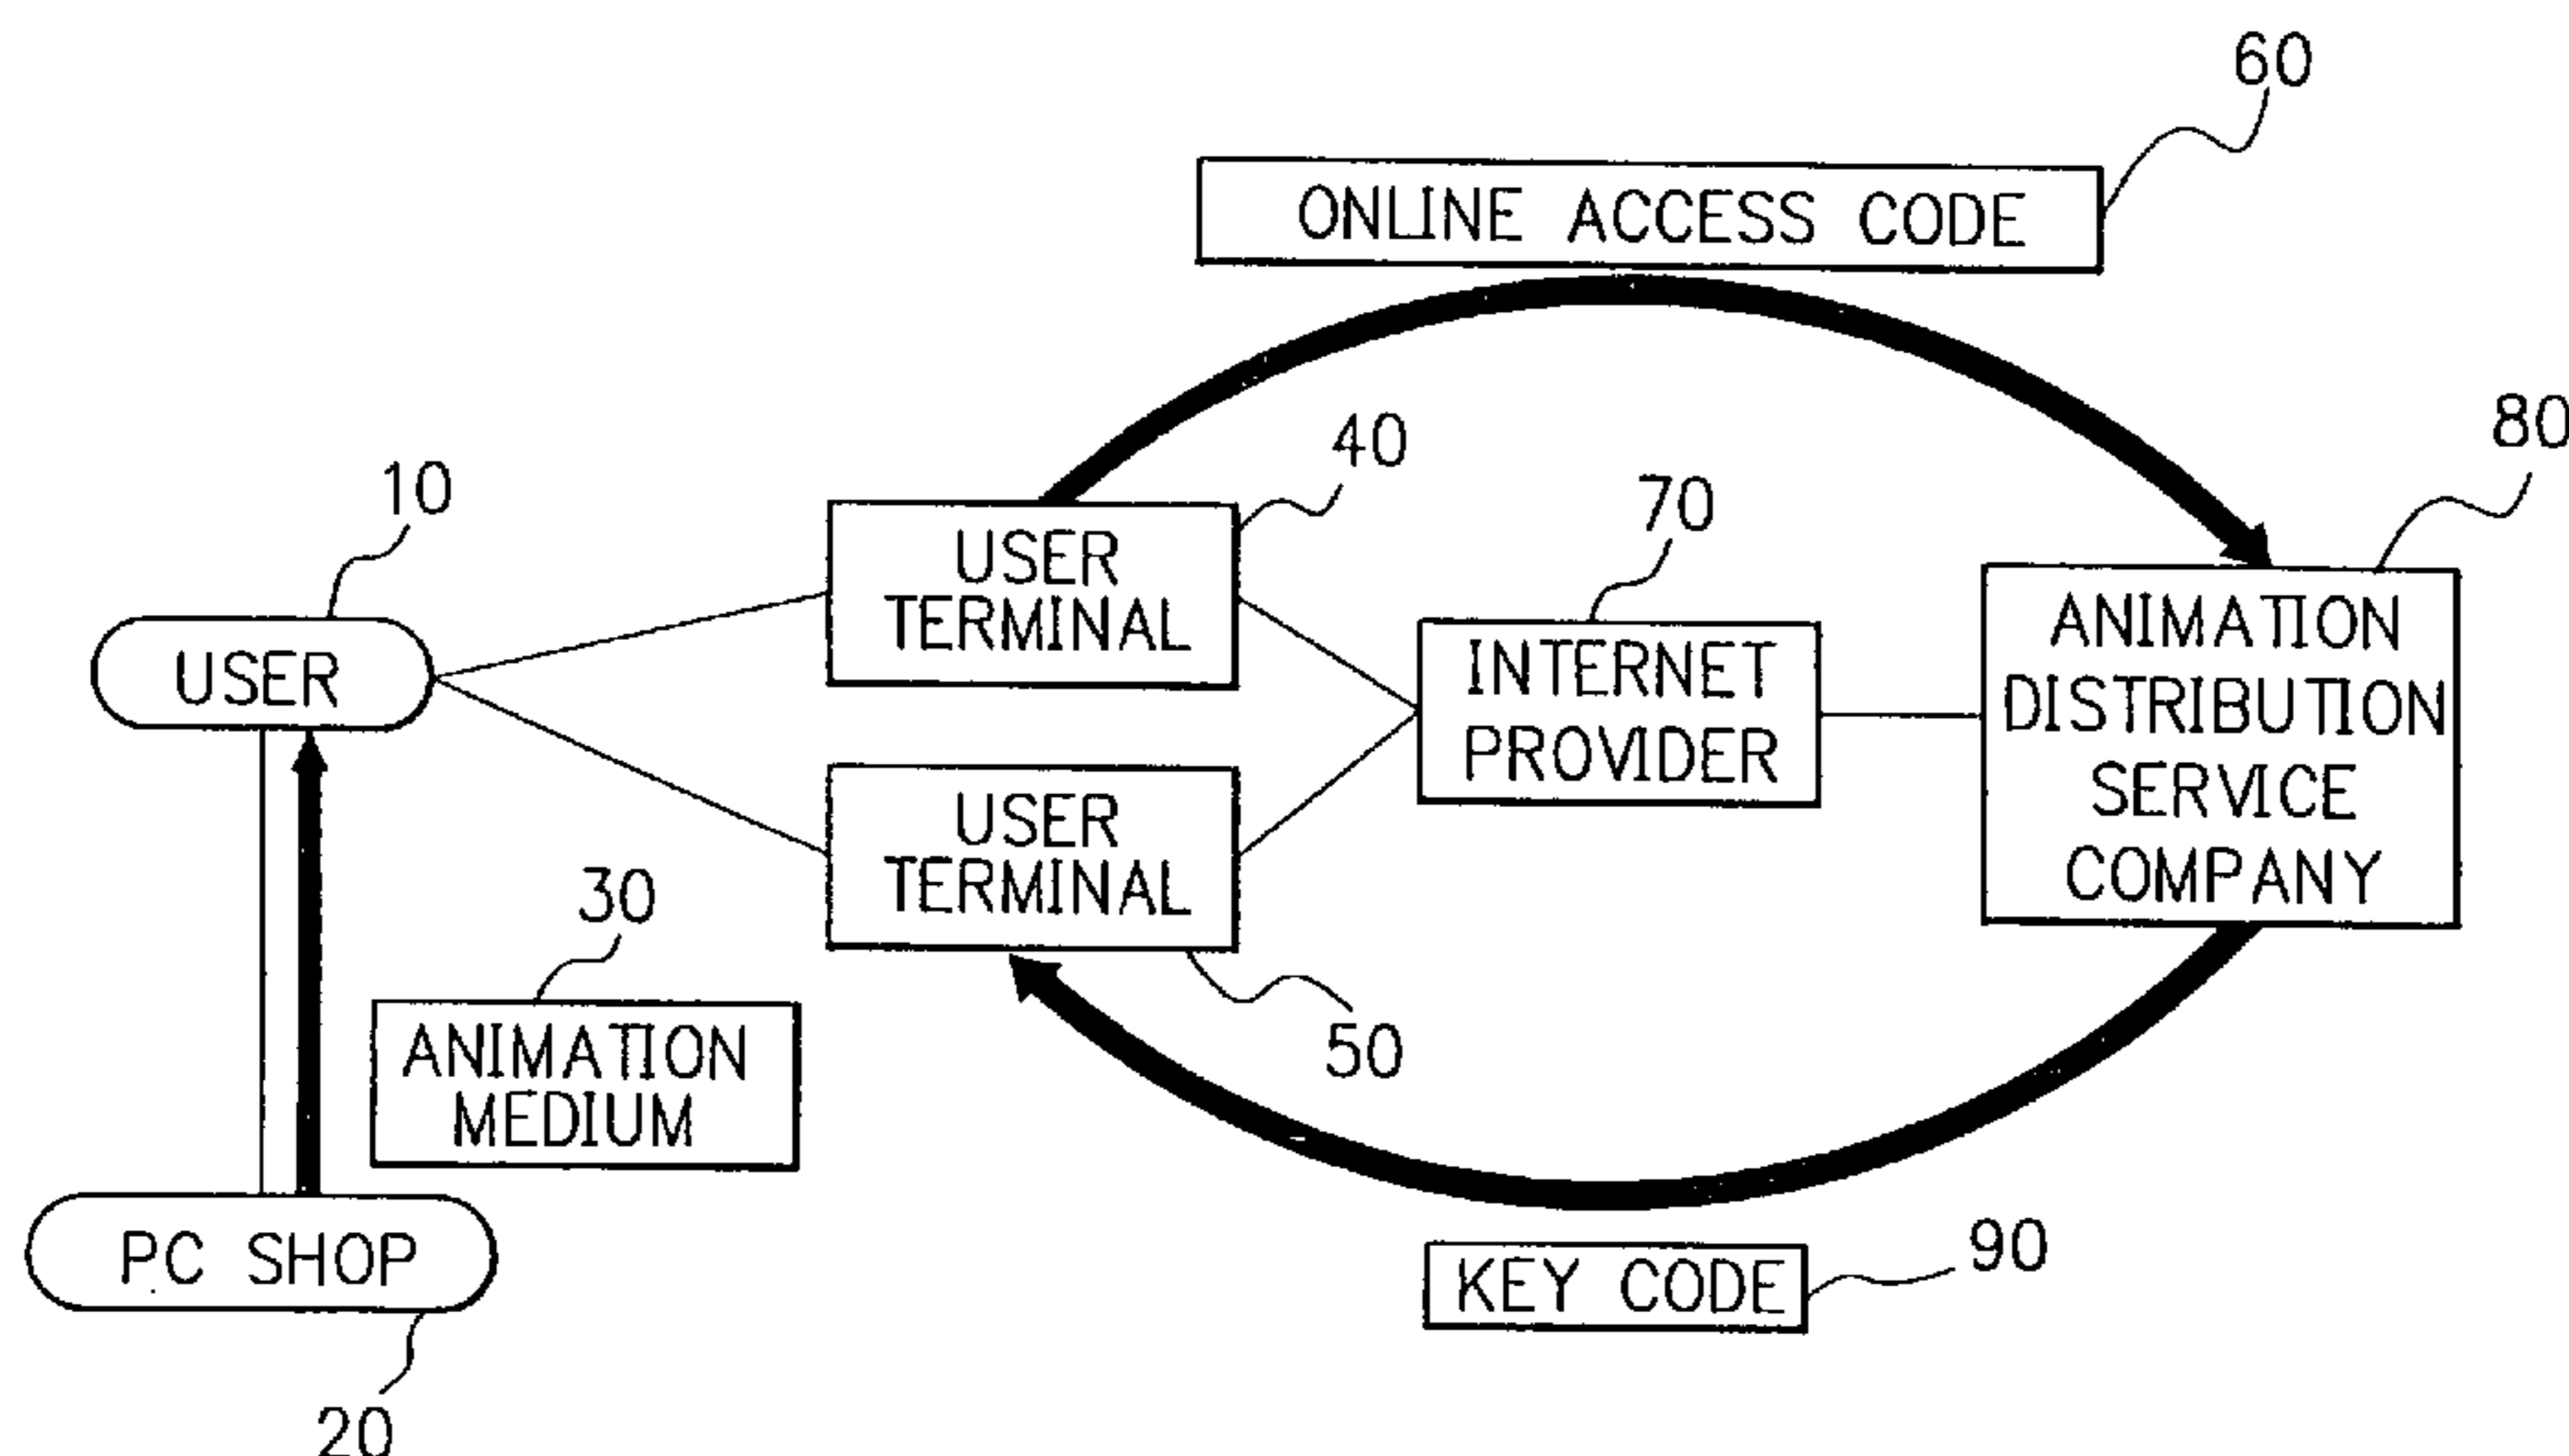 60
ONLINE ACCESS CODE
80
40
10
70
USER
TERMINAL
ANIMATION
DISTRIBUTION
SERVICE
COMPANY
INTERNET
PROVIDER
USER
USER
TERMINAL
30
50
ANIMATION
MEDIUM
PC SHOP
90
KEY CODE
20